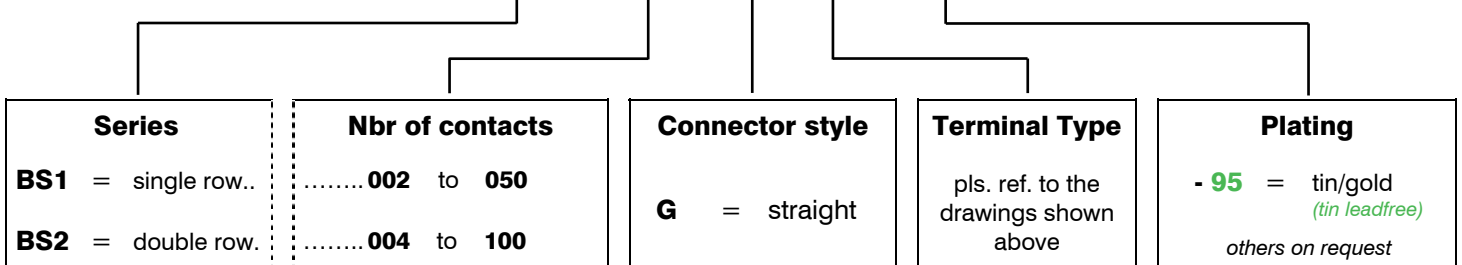 Series
BS1 = single row..
BS2 = double row.
Nbr of contacts
........ 002 to 050
........ 004 to 100
Connector style
G = straight
Terminal Type
pls. ref. to the
drawings shown
above
Plating
- 95 = tin/gold
(tin leadfree)
others on request